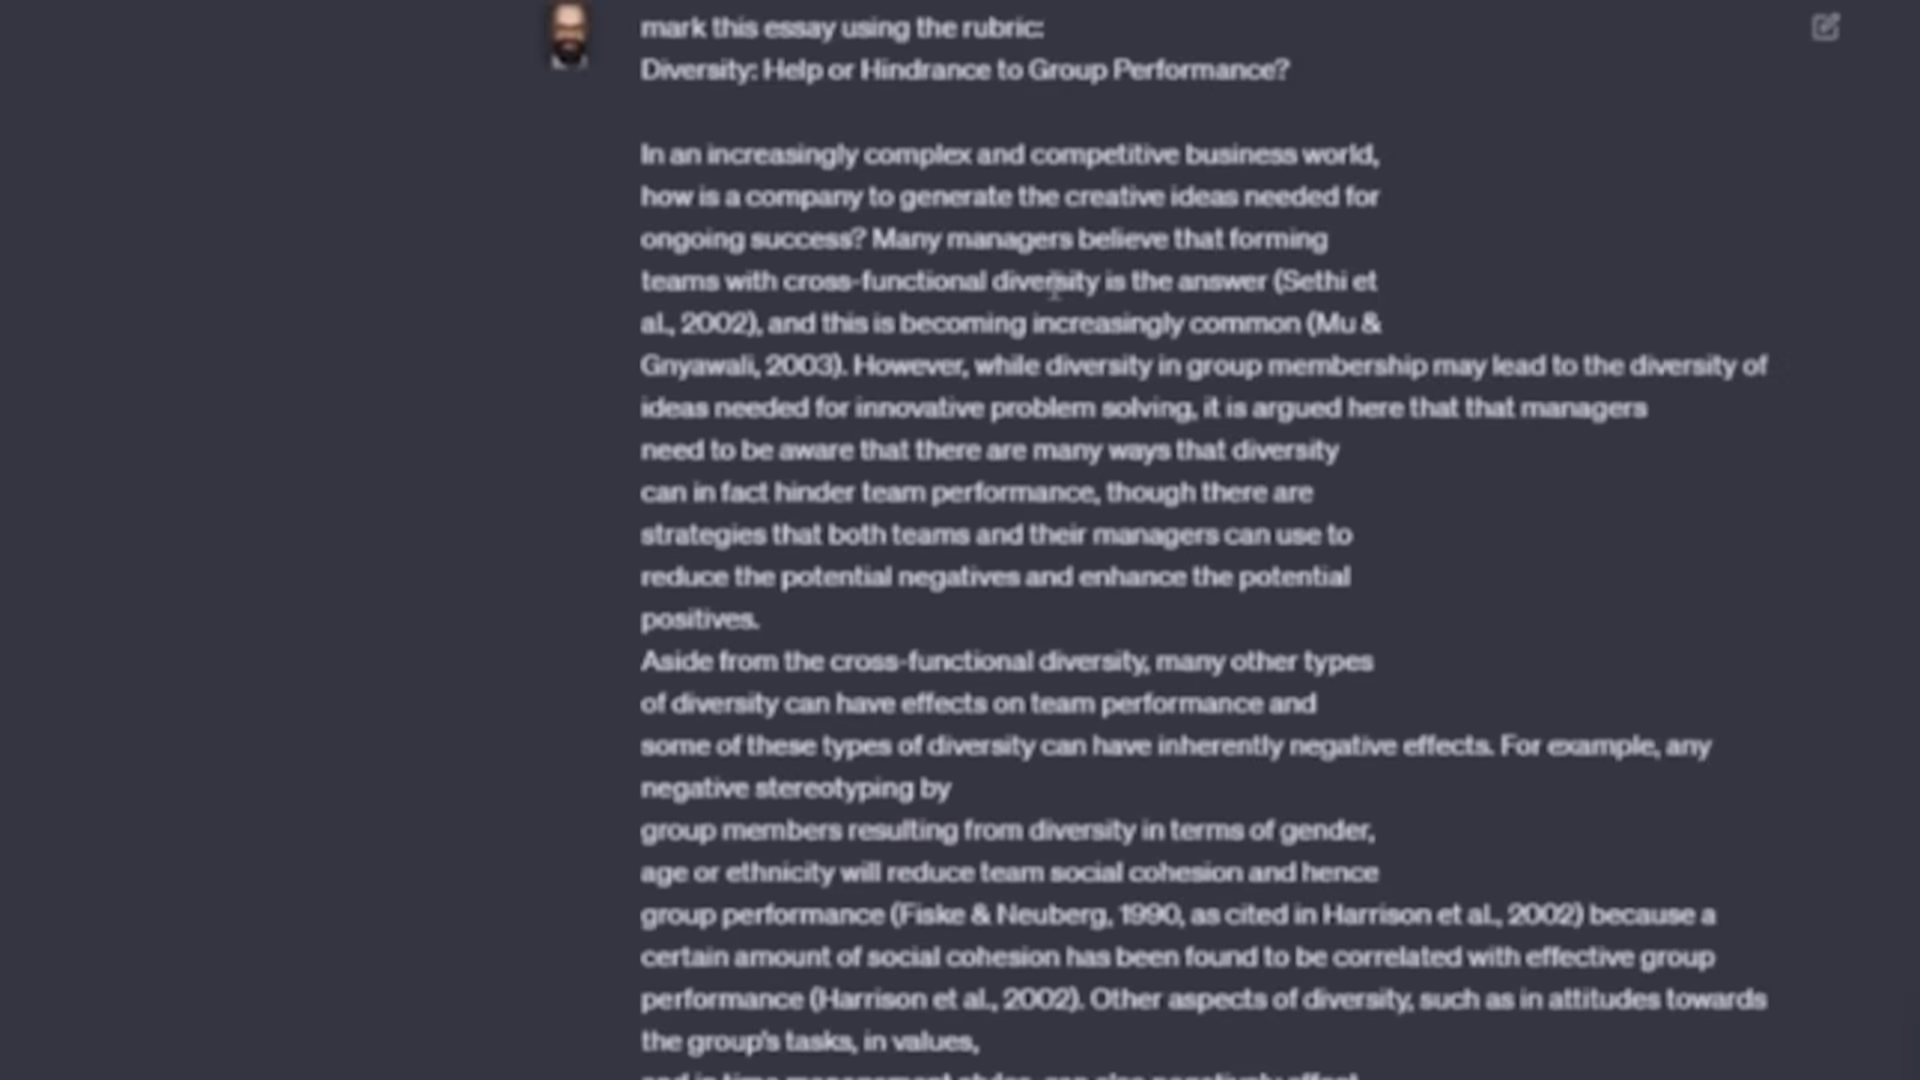 mark this essay using the rubric:
Diversity: Help or Hindrance to Group Performance?
In an increasingly complex and competitive business world,
how is a company to generate the creative ideas needed for
ongoing success? Many managers believe that forming
teams with cross-functional diversity is the answer (Sethi et
al., 2002), and this is becoming increasingly common (Mu &
Gnyawali, 2003). However, while diversity in group membership may lead to the diversity of
ideas needed for innovative problem solving, it is argued here that that managers
need to be aware that there are many ways that diversity
can in fact hinder team performance, though there are
strategies that both teams and their managers can use to
reduce the potential negatives and enhance the potential
positives.
Aside from the cross-functional diversity, many other types
of diversity can have effects on team performance and
some of these types of diversity can have inherently negative effects. For example, any
negative stereotyping by
group members resulting from diversity in terms of gender,
age or ethnicity will reduce team social cohesion and hence
group performance (Fiske & Neuberg, 1990, as cited in Harrison et al., 2002) because a
certain amount of social cohesion has been found to be correlated with effective group
performance (Harrison et al., 2002). Other aspects of diversity, such as in attitudes towards
the group's tasks, in values,
and in time management styles, can also negatively effect